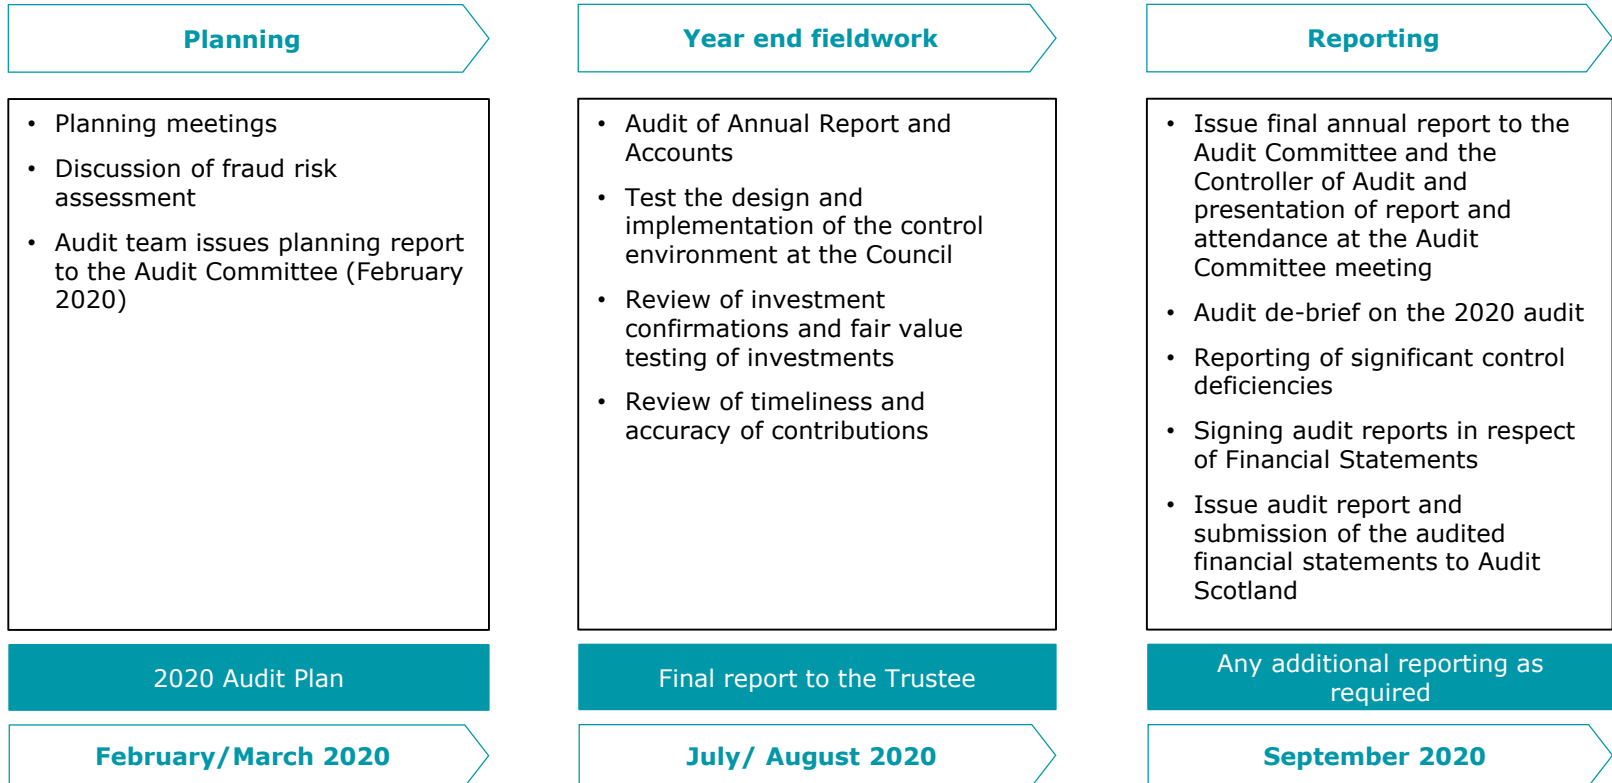 Planning
• Planning meetings
• Discussion of fraud risk
assessment
• Audit team issues planning report
to the Audit Committee (February
2020)
2020 Audit Plan
February/March 2020
Year end fieldwork
• Audit of Annual Report and
Accounts
• Test the design and
implementation of the control
environment at the Council
• Review of investment
confirmations and fair value
testing of investments
• Review of timeliness and
accuracy of contributions
Final report to the Trustee
July/ August 2020
Reporting
• Issue final annual report to the
Audit Committee and the
Controller of Audit and
presentation of report and
attendance at the Audit
Committee meeting
• Audit de-brief on the 2020 audit
• Reporting of significant control
deficiencies
• Signing audit reports in respect
of Financial Statements
• Issue audit report and
submission of the audited
financial statements to Audit
Scotland
Any additional reporting as
required
September 2020